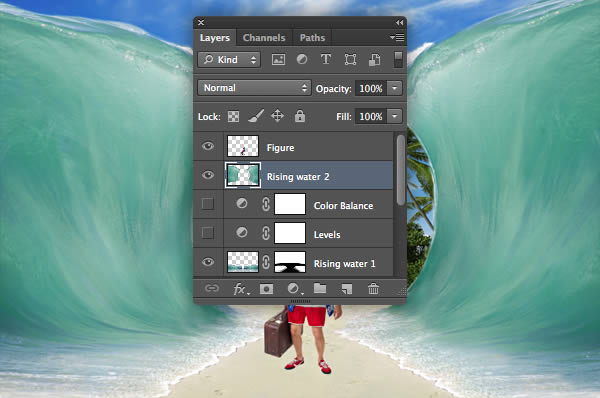 Layers Channels Paths
Kind
Normal Opacity: 100%
Lock: Fill: 100%
Figure
Rising water 2
Color Balance
Levels
Rising water 1
fx